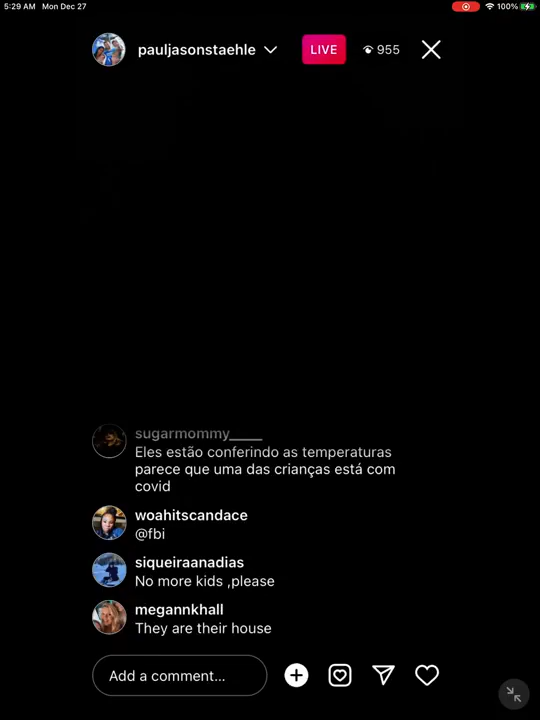 5:29 AM Mon Dec 27
100%
pauljasonstaehle
LIVE
955
sugarmommy_____
Eles estão conferindo as temperaturas
parece que uma das crianças está com
covid
woahitscandace
@fbi
siqueiraanadias
No more kids ,please
megannkhall
They are their house
Add a comment...